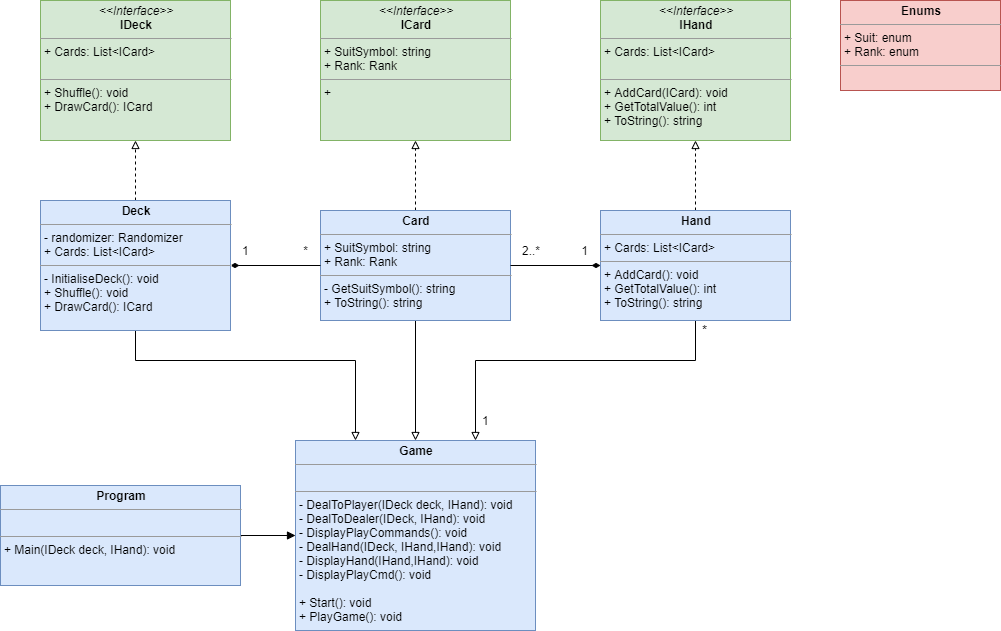 <<Interface>>
IDeck
+ Cards: List<ICard>
+ Shuffle(): void
+ DrawCard(): ICard
<<Interface>>
ICard
+ SuitSymbol: string
+ Rank: Rank
+
<<Interface>>
IHand
+ Cards: List<ICard>
+ AddCard(ICard): void
+ GetTotalValue(): int
+ ToString(): string
Enums
+ Suit: enum
+ Rank: enum
Deck
- randomizer: Randomizer
+ Cards: List<ICard>
- InitialiseDeck(): void
+ Shuffle(): void
+ DrawCard(): ICard
1
*
Card
+ SuitSymbol: string
+ Rank: Rank
- GetSuitSymbol(): string
+ ToString(): string
2..*
1
Hand
+ Cards: List<ICard>
+ AddCard(): void
+ GetTotalValue(): int
+ ToString(): string
*
1
Game
- DealToPlayer(IDeck deck, IHand): void
- DealToDealer(IDeck, IHand): void
- DisplayPlayCommands(): void
- DealHand(IDeck, IHand,IHand): void
- DisplayHand(IHand,IHand): void
- DisplayPlayCmd(): void
+ Start(): void
+ PlayGame(): void
Program
+ Main(IDeck deck, IHand): void